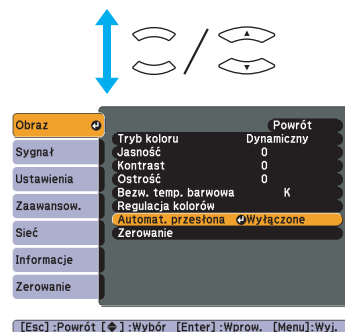 Powrót
Obraz
Sygnał
Ustawienia
Zaawansow.
Sieć
Informacje
Zerowanie
Tryb koloru Dynamiczny
Jasność 0
Kontrast 0
Ostrość 0
Bezw. temp. barwowa K
Regulacja kolorów
Automat. przesłona Wyłączone
Zerowanie
[Esc] :Powrót [◆] :Wybór [Enter] :Wprow. [Menu]:Wyj.